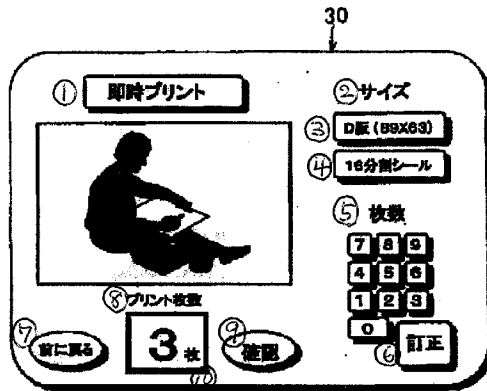 30
① 即時プリント
② サイズ
③ D版 (89X63)
④ 16分割シール
⑤ 枚数
7 8 9
4 5 6
1 2 3
0
⑥ 訂正
⑧ プリント枚数
⑦ 前に戻る
3 枚
⑩
⑨ 確認